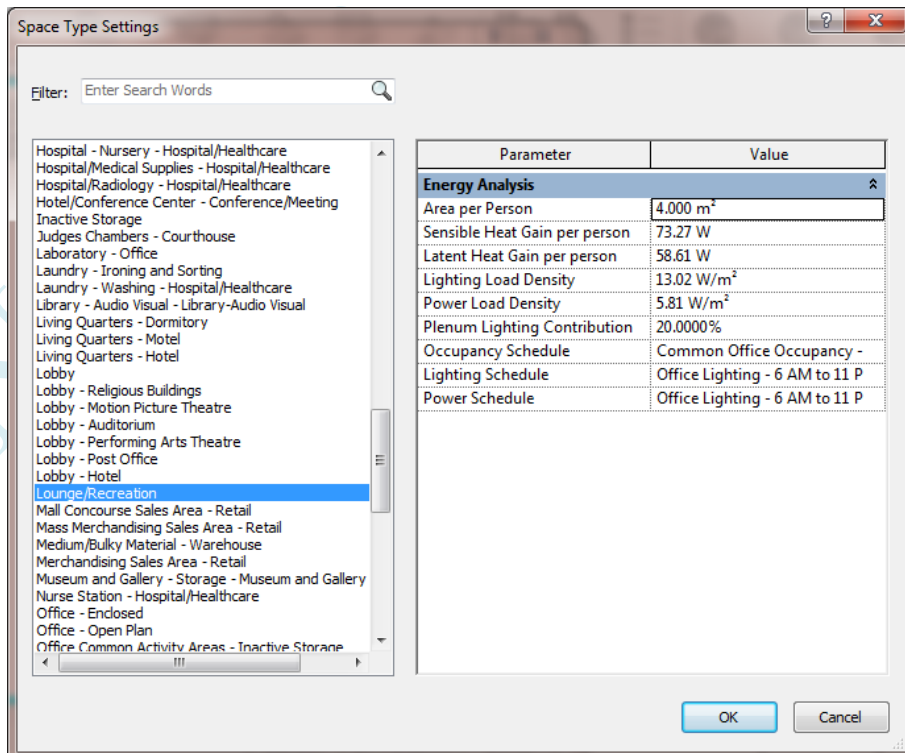 Space Type Settings
Filter: Enter Search Words
Hospital - Nursery - Hospital/Healthcare
Hospital/Medical Supplies - Hospital/Healthcare
Hospital/Radiology - Hospital/Healthcare
Hotel/Conference Center - Conference/Meeting
Inactive Storage
Judges Chambers - Courthouse
Laboratory - Office
Laundry - Ironing and Sorting
Laundry - Washing - Hospital/Healthcare
Library - Audio Visual - Library-Audio Visual
Living Quarters - Dormitory
Living Quarters - Motel
Living Quarters - Hotel
Lobby
Lobby - Religious Buildings
Lobby - Motion Picture Theatre
Lobby - Auditorium
Lobby - Performing Arts Theatre
Lobby - Post Office
Lobby - Hotel
Lounge/Recreation
Mall Concourse Sales Area - Retail
Mass Merchandising Sales Area - Retail
Medium/Bulky Material - Warehouse
Merchandising Sales Area - Retail
Museum and Gallery - Storage - Museum and Gallery
Nurse Station - Hospital/Healthcare
Office - Enclosed
Office - Open Plan
Office Common Activity Areas - Inactive Storage
Parameter Value
Energy Analysis
Area per Person 4.000 m²
Sensible Heat Gain per person 73.27 W
Latent Heat Gain per person 58.61 W
Lighting Load Density 13.02 W/m²
Power Load Density 5.81 W/m²
Plenum Lighting Contribution 20.0000%
Occupancy Schedule Common Office Occupancy -
Lighting Schedule Office Lighting - 6 AM to 11 P
Power Schedule Office Lighting - 6 AM to 11 P
OK Cancel